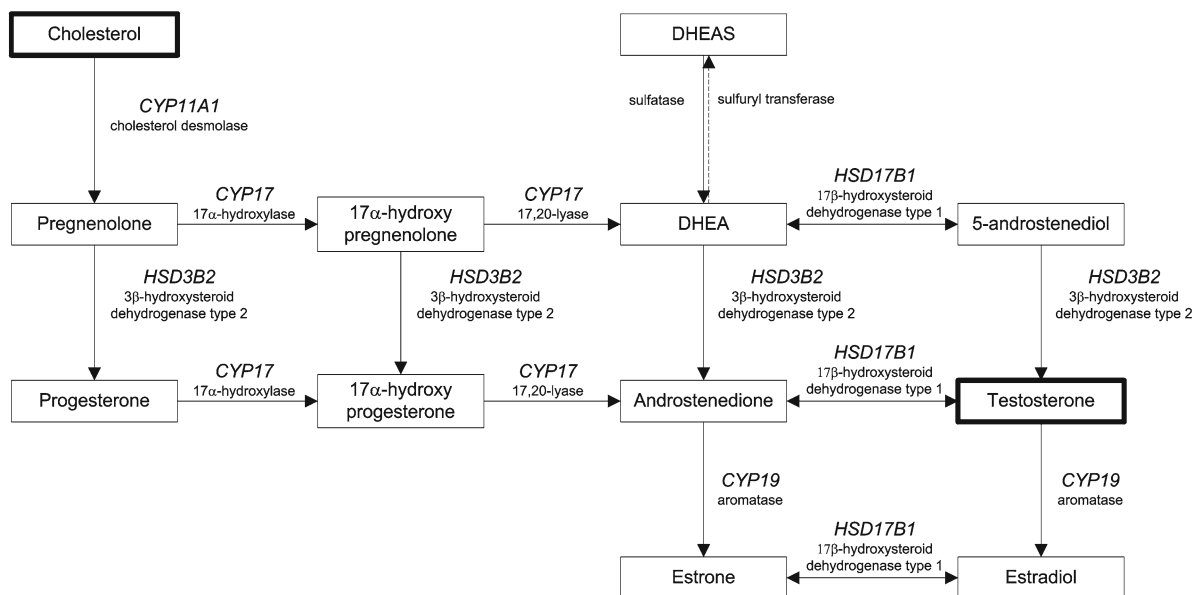 Cholesterol
DHEAS
CYP11A1
cholesterol desmolase
sulfatase
sulfuryl transferase
CYP17
17α-hydroxylase
CYP17
17,20-lyase
HSD17B1
17β-hydroxysteroid
dehydrogenase type 1
Pregnenolone
17α-hydroxy
pregnenolone
DHEA
5-androstenediol
HSD3B2
3β-hydroxysteroid
dehydrogenase type 2
HSD3B2
3β-hydroxysteroid
dehydrogenase type 2
HSD3B2
3β-hydroxysteroid
dehydrogenase type 2
HSD3B2
3β-hydroxysteroid
dehydrogenase type 2
CYP17
17α-hydroxylase
CYP17
17,20-lyase
HSD17B1
17β-hydroxysteroid
dehydrogenase type 1
Progesterone
17α-hydroxy
progesterone
Androstenedione
Testosterone
CYP19
aromatase
CYP19
aromatase
HSD17B1
17β-hydroxysteroid
dehydrogenase type 1
Estrone
Estradiol